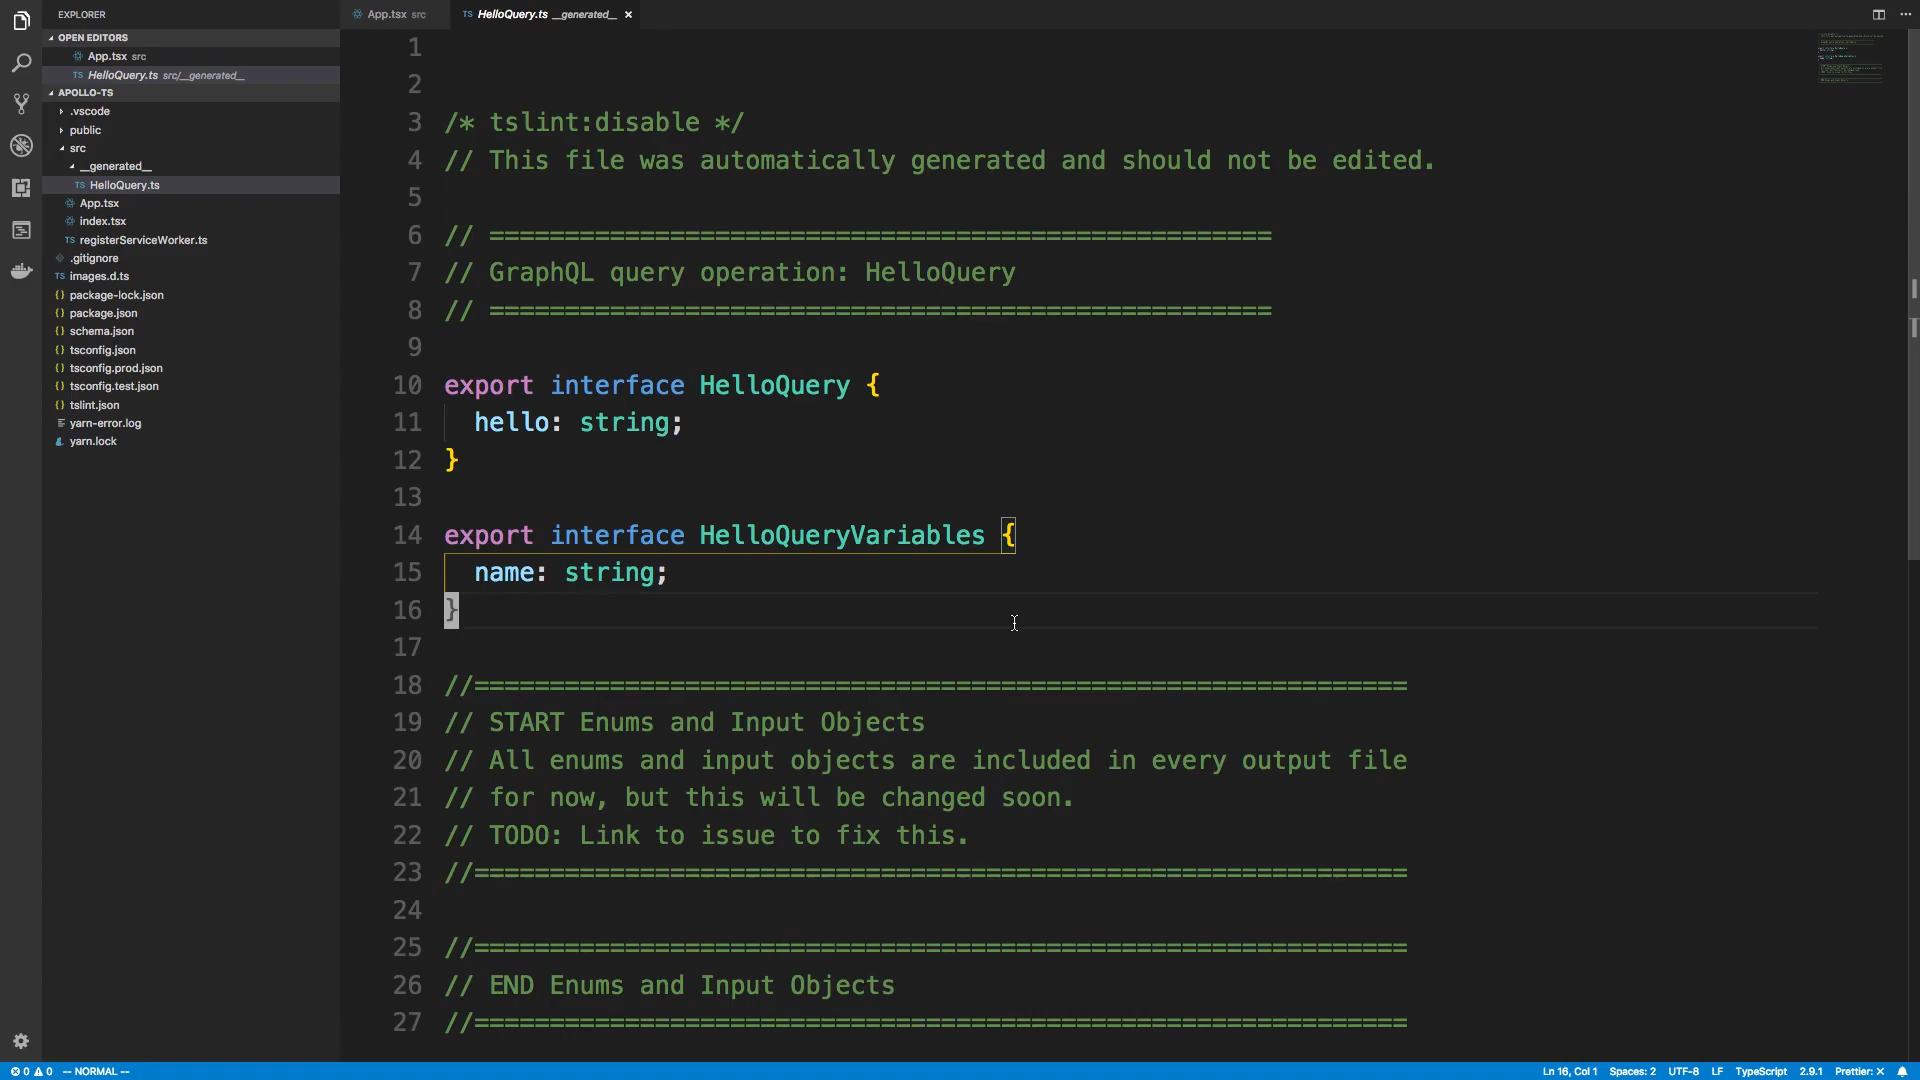 EXPLORER
OPEN EDITORS
App.tsx src
TS HelloQuery.ts src/__generated__
APOLLO-TS
.vscode
public
src
__generated__
TS HelloQuery.ts
App.tsx
index.tsx
TS registerServiceWorker.ts
.gitignore
TS images.d.ts
{} package-lock.json
{} package.json
{} schema.json
{} tsconfig.json
{} tsconfig.prod.json
{} tsconfig.test.json
{} tslint.json
yarn-error.log
yarn.lock
App.tsx src
TS HelloQuery.ts __generated__ ×
1
2
3 /* tslint:disable */
4 // This file was automatically generated and should not be edited.
5
6 // ====================================================
7 // GraphQL query operation: HelloQuery
8 // ====================================================
9
10 export interface HelloQuery {
11 hello: string;
12 }
13
14 export interface HelloQueryVariables {
15 name: string;
16 }
17
18 //==============================================================
19 // START Enums and Input Objects
20 // All enums and input objects are included in every output file
21 // for now, but this will be changed soon.
22 // TODO: Link to issue to fix this.
23 //==============================================================
24
25 //==============================================================
26 // END Enums and Input Objects
27 //==============================================================
0 0 -- NORMAL --
Ln 16, Col 1 Spaces: 2 UTF-8 LF TypeScript 2.9.1 Prettier: ×